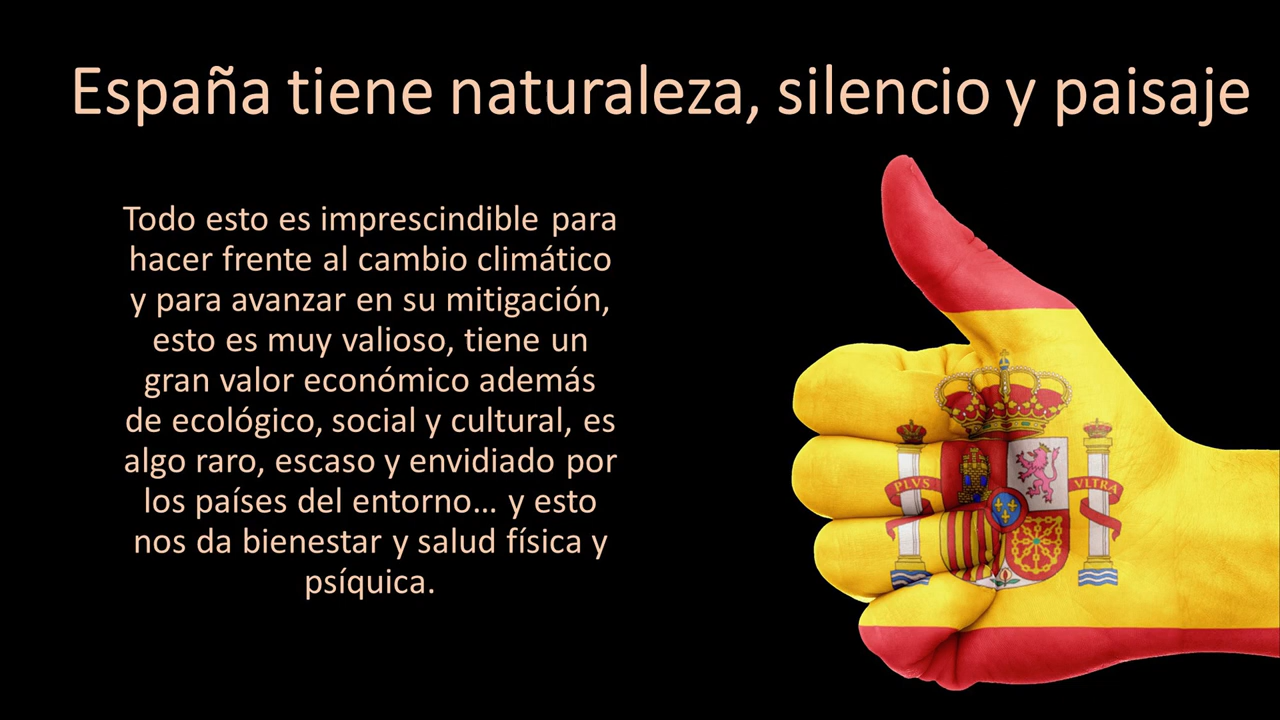 España tiene naturaleza, silencio y paisaje
Todo esto es imprescindible para
hacer frente al cambio climático
y para avanzar en su mitigación,
esto es muy valioso, tiene un
gran valor económico además
de ecológico, social y cultural, es
algo raro, escaso y envidiado por
los países del entorno... y esto
nos da bienestar y salud física y
psíquica.
PLVS VLTRA